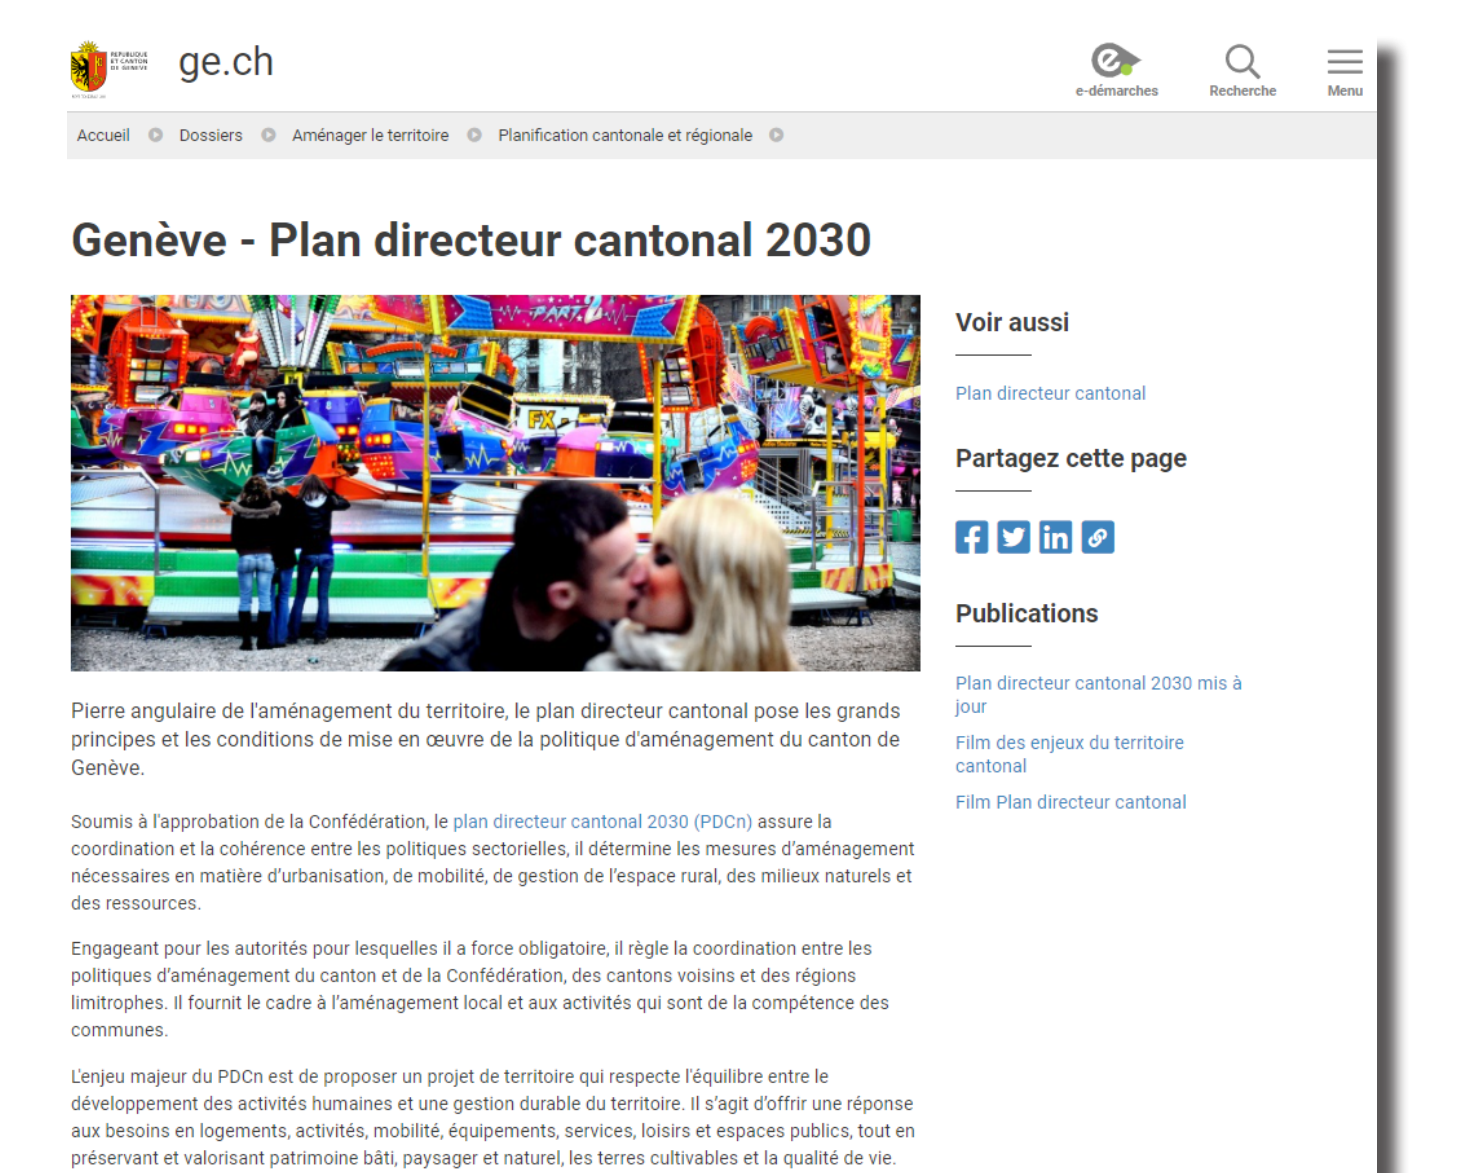 REPUBLIQUE
ET CANTON
DE GENEVE
ge.ch
e-démarches
Recherche
Menu
Accueil Dossiers Aménager le territoire Planification cantonale et régionale
Genève - Plan directeur cantonal 2030
PART. 2
FX
Pierre angulaire de l'aménagement du territoire, le plan directeur cantonal pose les grands
principes et les conditions de mise en œuvre de la politique d'aménagement du canton de
Genève.
Soumis à l'approbation de la Confédération, le plan directeur cantonal 2030 (PDCn) assure la
coordination et la cohérence entre les politiques sectorielles, il détermine les mesures d’aménagement
nécessaires en matière d’urbanisation, de mobilité, de gestion de l’espace rural, des milieux naturels et
des ressources.
Engageant pour les autorités pour lesquelles il a force obligatoire, il règle la coordination entre les
politiques d’aménagement du canton et de la Confédération, des cantons voisins et des régions
limitrophes. Il fournit le cadre à l’aménagement local et aux activités qui sont de la compétence des
communes.
L'enjeu majeur du PDCn est de proposer un projet de territoire qui respecte l'équilibre entre le
développement des activités humaines et une gestion durable du territoire. Il s’agit d’offrir une réponse
aux besoins en logements, activités, mobilité, équipements, services, loisirs et espaces publics, tout en
préservant et valorisant patrimoine bâti, paysager et naturel, les terres cultivables et la qualité de vie.
Voir aussi
Plan directeur cantonal
Partagez cette page
Publications
Plan directeur cantonal 2030 mis à
jour
Film des enjeux du territoire
cantonal
Film Plan directeur cantonal